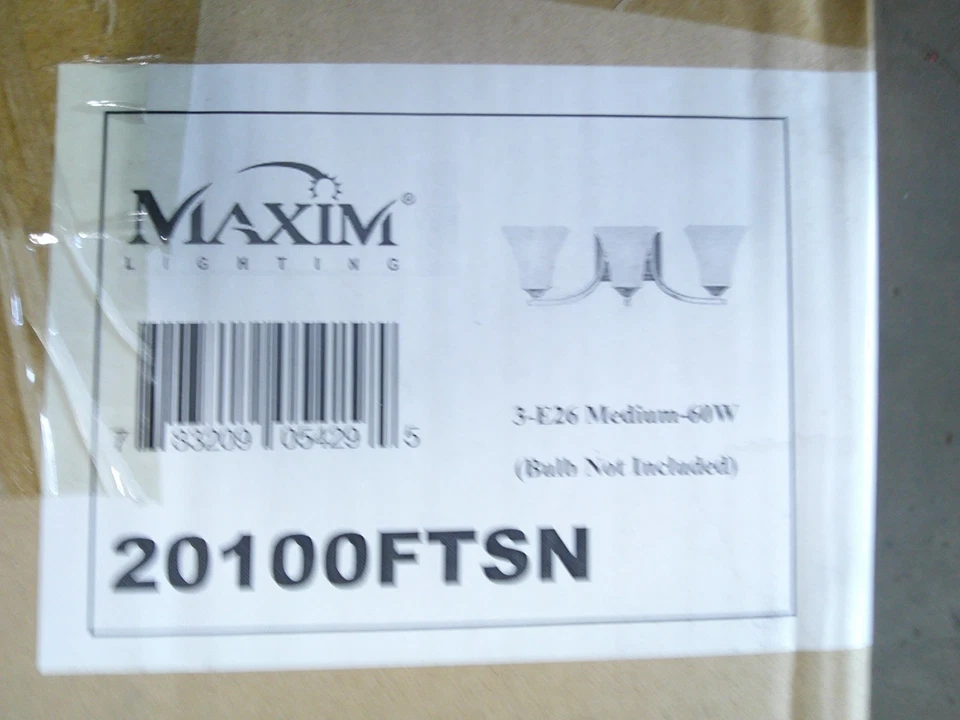 MAXIM®
LIGHTING
7 83209 05429 5
3-E26 Medium-60W
(Bulb Not Included)
20100FTSN